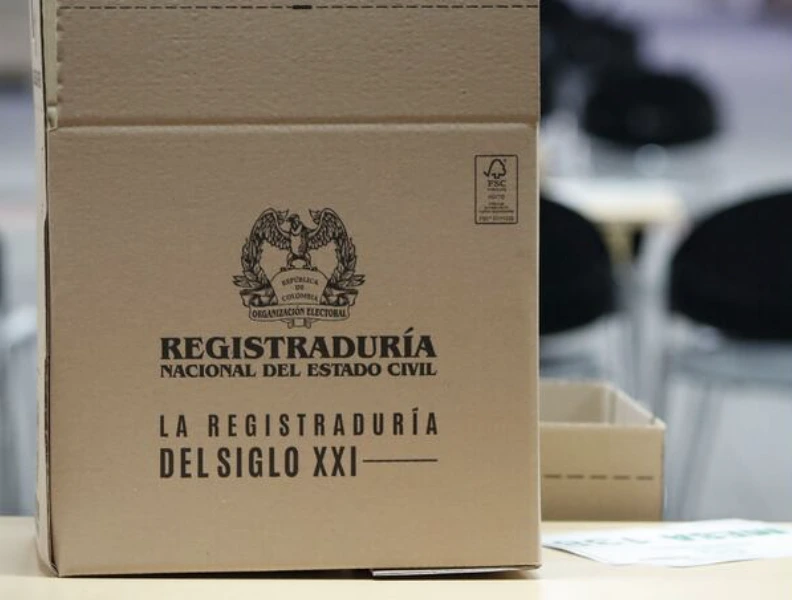 FSC
REPÚBLICA
DE
COLOMBIA
ORGANIZACIÓN ELECTORAL
REGISTRADURÍA
NACIONAL DEL ESTADO CIVIL
LA REGISTRADURÍA
DEL SIGLO XXI